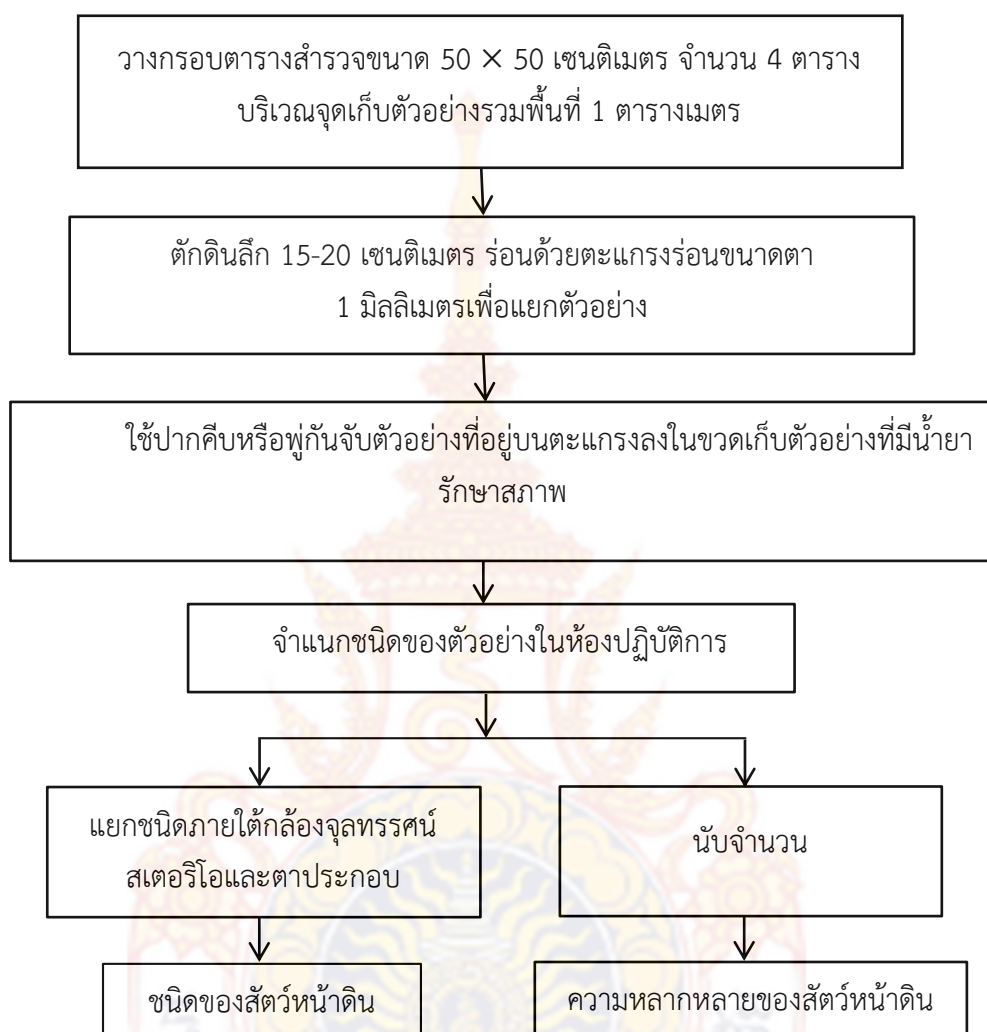 วางกรอบตารางสำรวจขนาด 50 × 50 เซนติเมตร จำนวน 4 ตาราง
บริเวณจุดเก็บตัวอย่างรวมพื้นที่ 1 ตารางเมตร
ตักดินลึก 15-20 เซนติเมตร ร่อนด้วยตะแกรงร่อนขนาดตา
1 มิลลิเมตรเพื่อแยกตัวอย่าง
ใช้ปากคีบหรือพู่กันจับตัวอย่างที่อยู่บนตะแกรงลงในขวดเก็บตัวอย่างที่มีน้ำยา
รักษาสภาพ
จำแนกชนิดของตัวอย่างในห้องปฏิบัติการ
แยกชนิดภายใต้กล้องจุลทรรศน์
สเตอริโอและตาประกอบ
นับจำนวน
ชนิดของสัตว์หน้าดิน
ความหลากหลายของสัตว์หน้าดิน